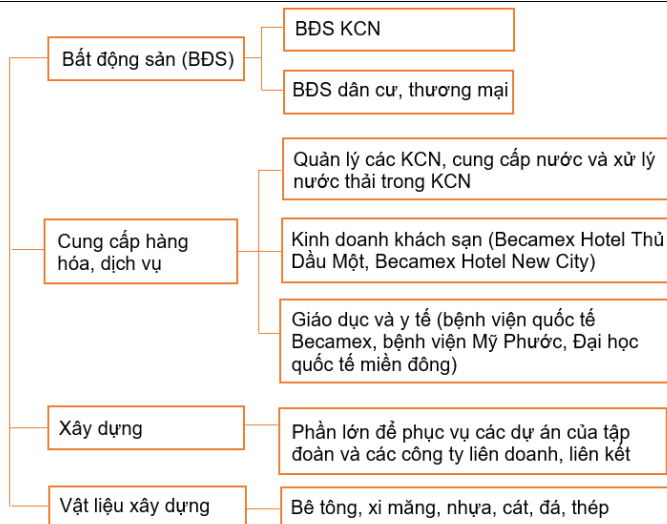 Bất động sản (BĐS)
BĐS KCN
BĐS dân cư, thương mại
Cung cấp hàng
hóa, dịch vụ
Quản lý các KCN, cung cấp nước và xử lý
nước thải trong KCN
Kinh doanh khách sạn (Becamex Hotel Thủ
Dầu Một, Becamex Hotel New City)
Giáo dục và y tế (bệnh viện quốc tế
Becamex, bệnh viện Mỹ Phước, Đại học
quốc tế miền đông)
Xây dựng
Phần lớn để phục vụ các dự án của tập
đoàn và các công ty liên doanh, liên kết
Vật liệu xây dựng
Bê tông, xi măng, nhựa, cát, đá, thép